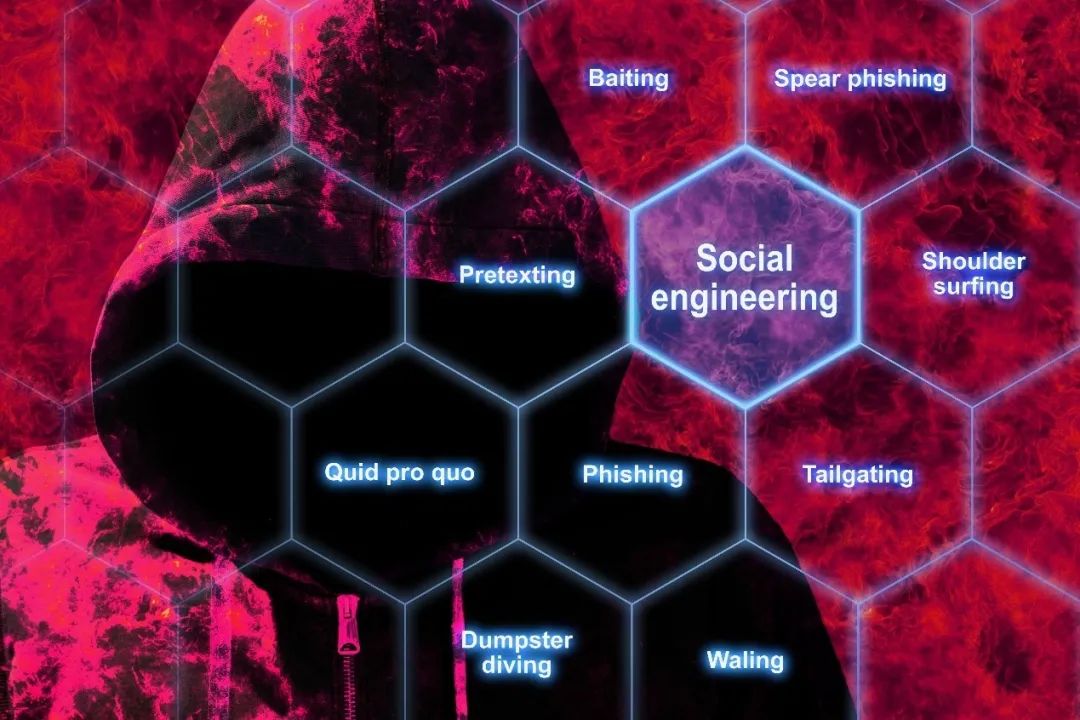 Baiting
Spear phishing
Pretexting
Social
engineering
Shoulder
surfing
Quid pro quo
Phishing
Tailgating
Dumpster
diving
Waling